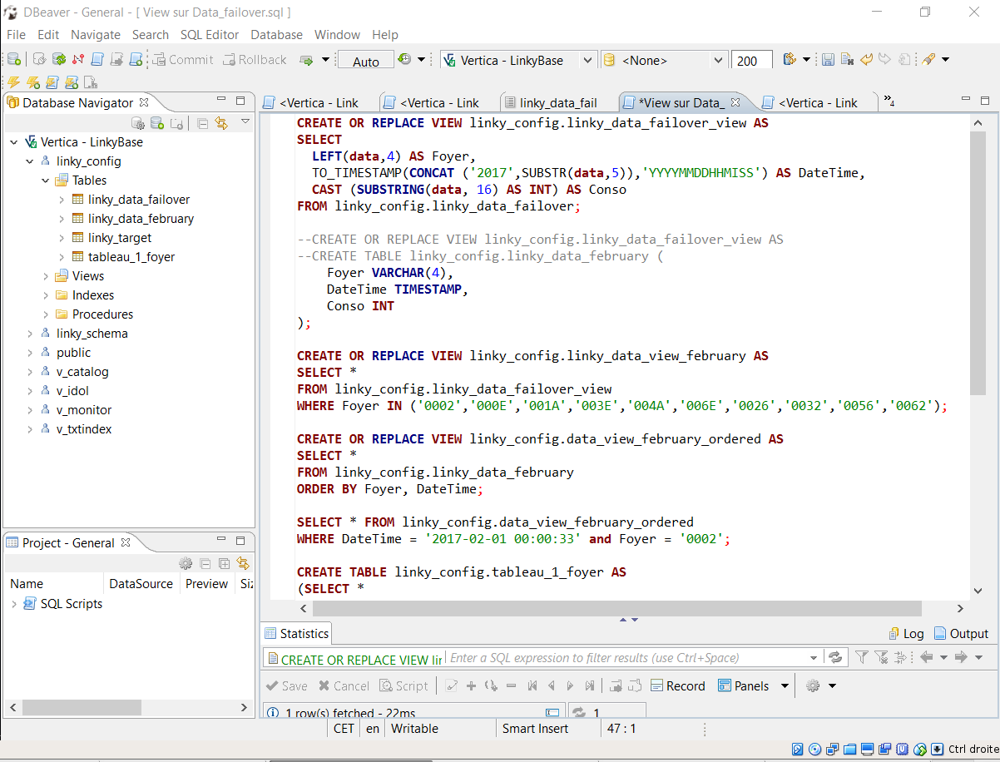 DBeaver - General - [ View sur Data_failover.sql ]
File Edit Navigate Search SQL Editor Database Window Help
Commit Rollback Auto Vertica - LinkyBase <None> 200
Database Navigator
Vertica - LinkyBase
linky_config
Tables
linky_data_failover
linky_data_february
linky_target
tableau_1_foyer
Views
Indexes
Procedures
linky_schema
public
v_catalog
v_idol
v_monitor
v_txtindex
Project - General
Name DataSource Preview Siz
SQL Scripts
<Vertica - Link <Vertica - Link linky_data_fail *View sur Data_ <Vertica - Link »4
CREATE OR REPLACE VIEW linky_config.linky_data_failover_view AS
SELECT
LEFT(data,4) AS Foyer,
TO_TIMESTAMP(CONCAT ('2017',SUBSTR(data,5)),'YYYYMMDDHHMISS') AS DateTime,
CAST (SUBSTRING(data, 16) AS INT) AS Conso
FROM linky_config.linky_data_failover;
--CREATE OR REPLACE VIEW linky_config.linky_data_failover_view AS
--CREATE TABLE linky_config.linky_data_february (
Foyer VARCHAR(4),
DateTime TIMESTAMP,
Conso INT
);
CREATE OR REPLACE VIEW linky_config.linky_data_view_february AS
SELECT *
FROM linky_config.linky_data_failover_view
WHERE Foyer IN ('0002','000E','001A','003E','004A','006E','0026','0032','0056','0062');
CREATE OR REPLACE VIEW linky_config.data_view_february_ordered AS
SELECT *
FROM linky_config.linky_data_february
ORDER BY Foyer, DateTime;
SELECT * FROM linky_config.data_view_february_ordered
WHERE DateTime = '2017-02-01 00:00:33' and Foyer = '0002';
CREATE TABLE linky_config.tableau_1_foyer AS
(SELECT *
Statistics Log Output
CREATE OR REPLACE VIEW lin Enter a SQL expression to filter results (use Ctrl+Space)
Save Cancel Script Record Panels
1 row(s) fetched - 22ms 1
CET en Writable Smart Insert 47 : 1
Ctrl droite